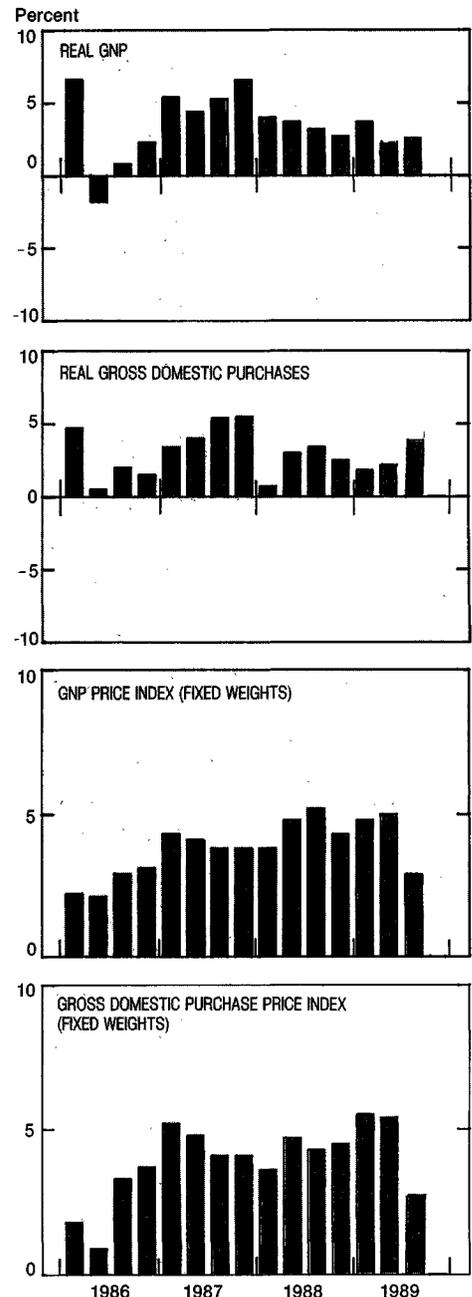 Percent
10
REAL GNP
5
0
-5
-10
10
REAL GROSS DOMESTIC PURCHASES
5
0
-5
-10
10
GNP PRICE INDEX (FIXED WEIGHTS)
5
0
10
GROSS DOMESTIC PURCHASE PRICE INDEX
(FIXED WEIGHTS)
5
0
1986 1987 1988 1989